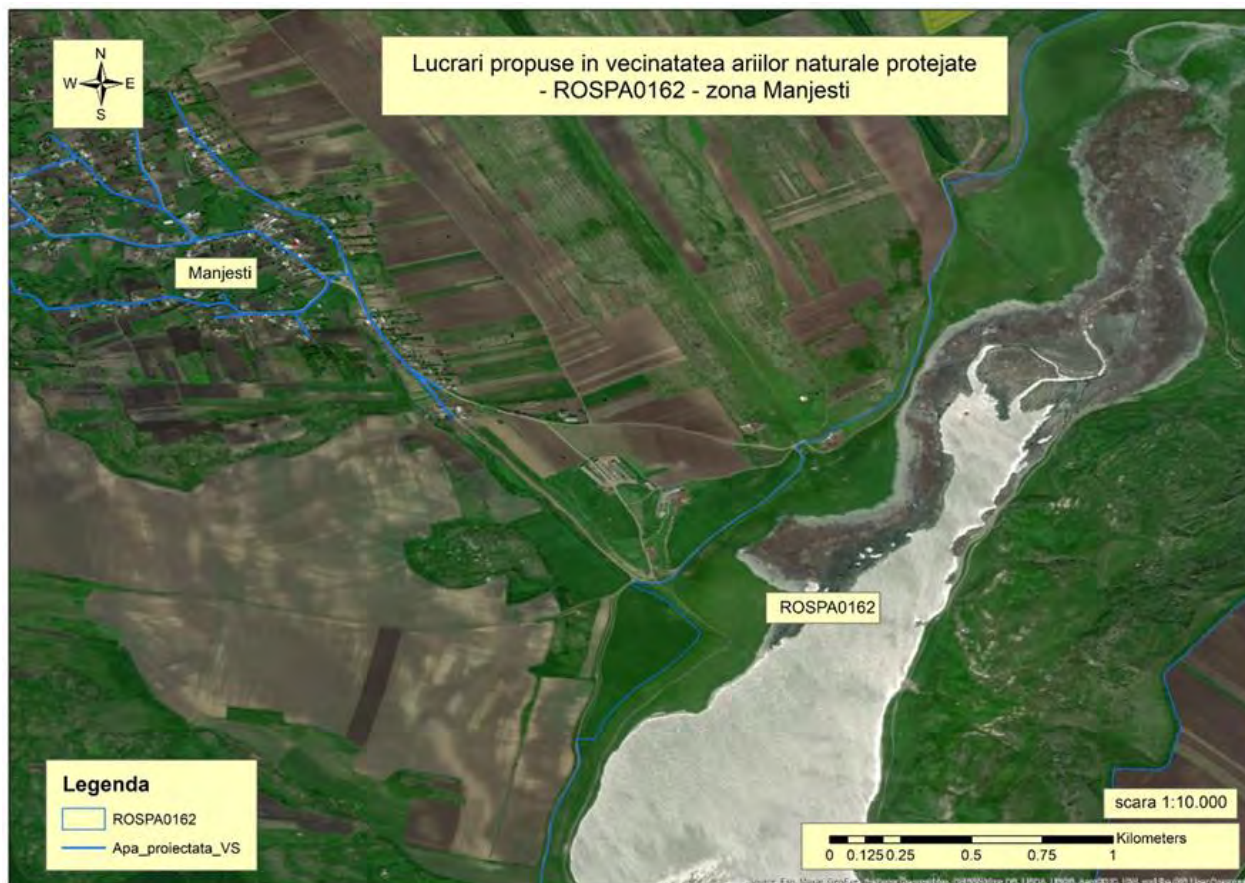 N
W E
S
Lucrari propuse in vecinatatea ariilor naturale protejate
- ROSPA0162 - zona Manjesti
Manjesti
ROSPA0162
Legenda
ROSPA0162
Apa_proiectata_VS
scara 1:10.000
Kilometers
0 0.125 0.25 0.5 0.75 1